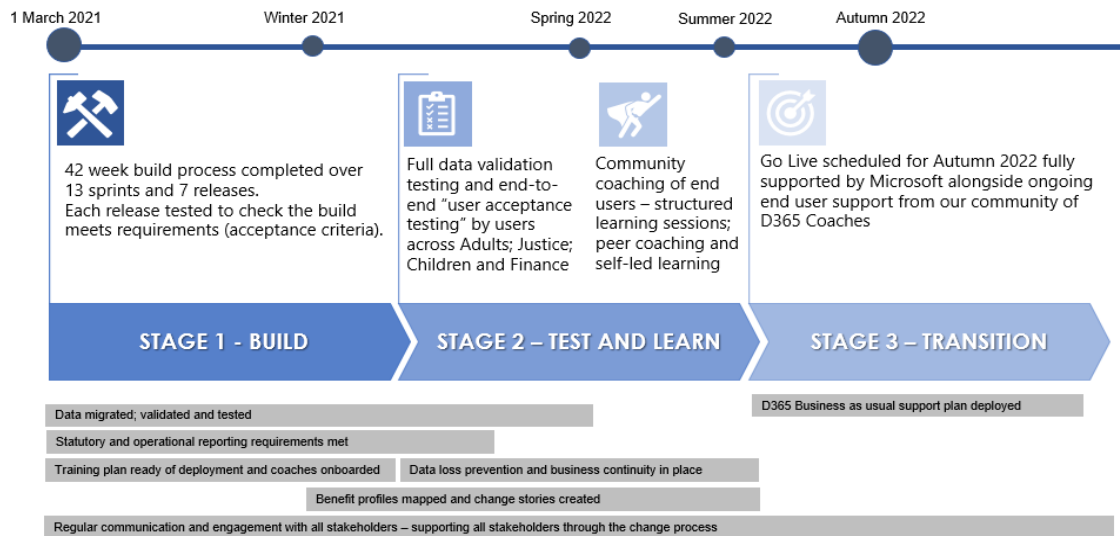 1 March 2021
Winter 2021
Spring 2022
Summer 2022
Autumn 2022
42 week build process completed over
13 sprints and 7 releases.
Each release tested to check the build
meets requirements (acceptance criteria).
Full data validation
testing and end-to-
end “user acceptance
testing” by users
across Adults; Justice;
Children and Finance
Community
coaching of end
users – structured
learning sessions;
peer coaching and
self-led learning
Go Live scheduled for Autumn 2022 fully
supported by Microsoft alongside ongoing
end user support from our community of
D365 Coaches
STAGE 1 - BUILD
STAGE 2 – TEST AND LEARN
STAGE 3 – TRANSITION
Data migrated; validated and tested
D365 Business as usual support plan deployed
Statutory and operational reporting requirements met
Training plan ready of deployment and coaches onboarded
Data loss prevention and business continuity in place
Benefit profiles mapped and change stories created
Regular communication and engagement with all stakeholders – supporting all stakeholders through the change process